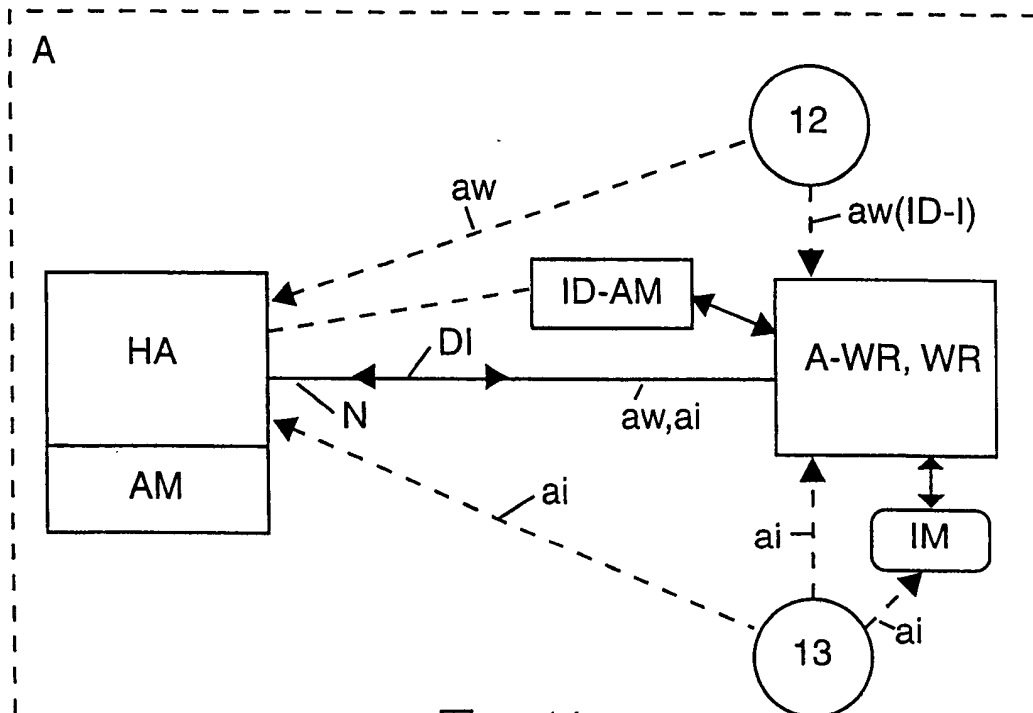 A
12
aw
aw(ID-I)
ID-AM
HA
DI
A-WR, WR
N
aw,ai
AM
ai
ai
IM
ai
13